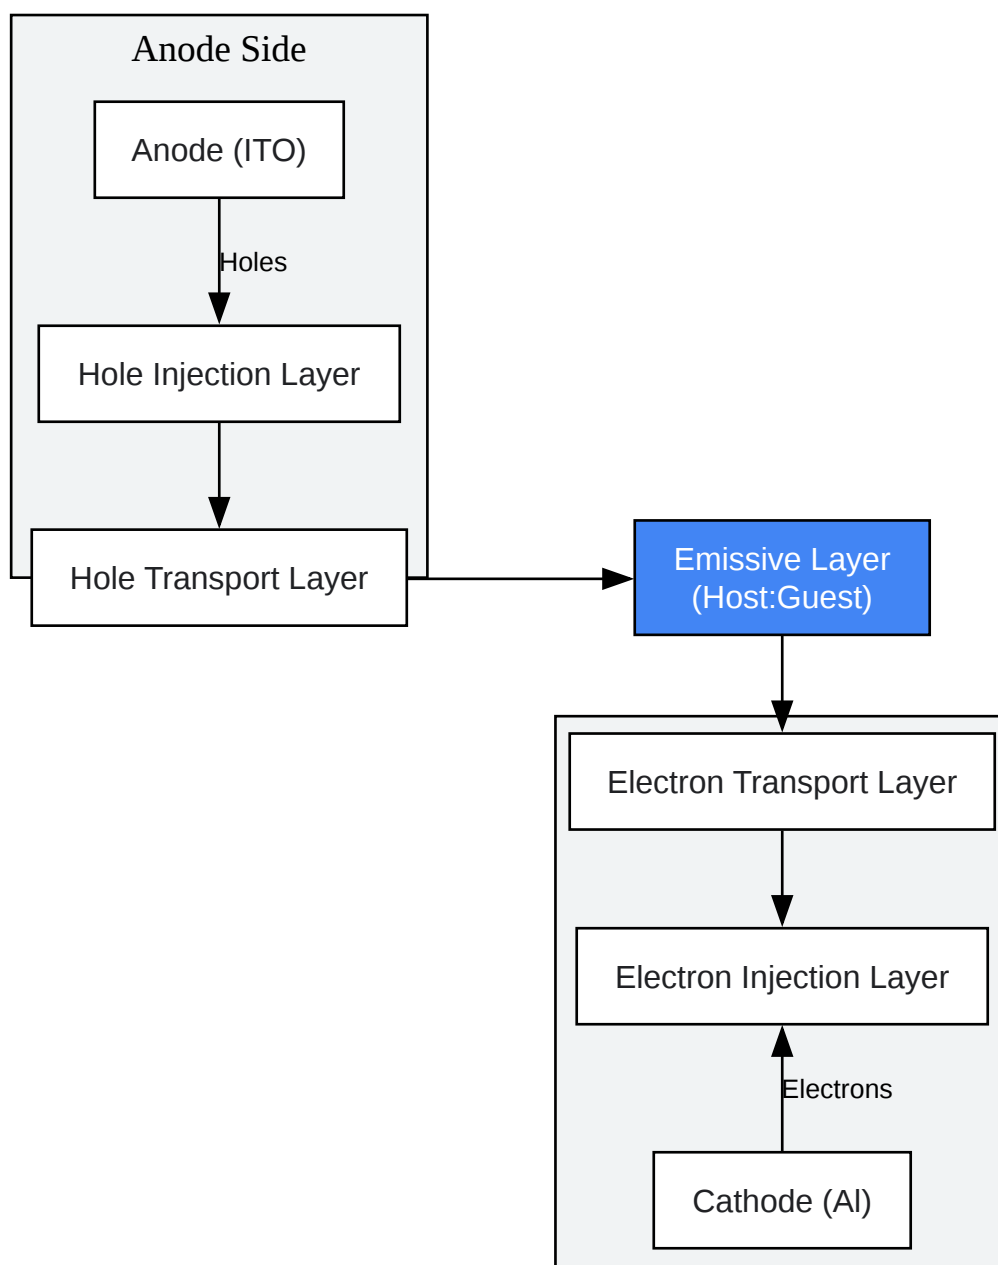 Anode Side
Anode (ITO)
Holes
Hole Injection Layer
Hole Transport Layer
Emissive Layer
(Host:Guest)
Electron Transport Layer
Electron Injection Layer
Electrons
Cathode (Al)